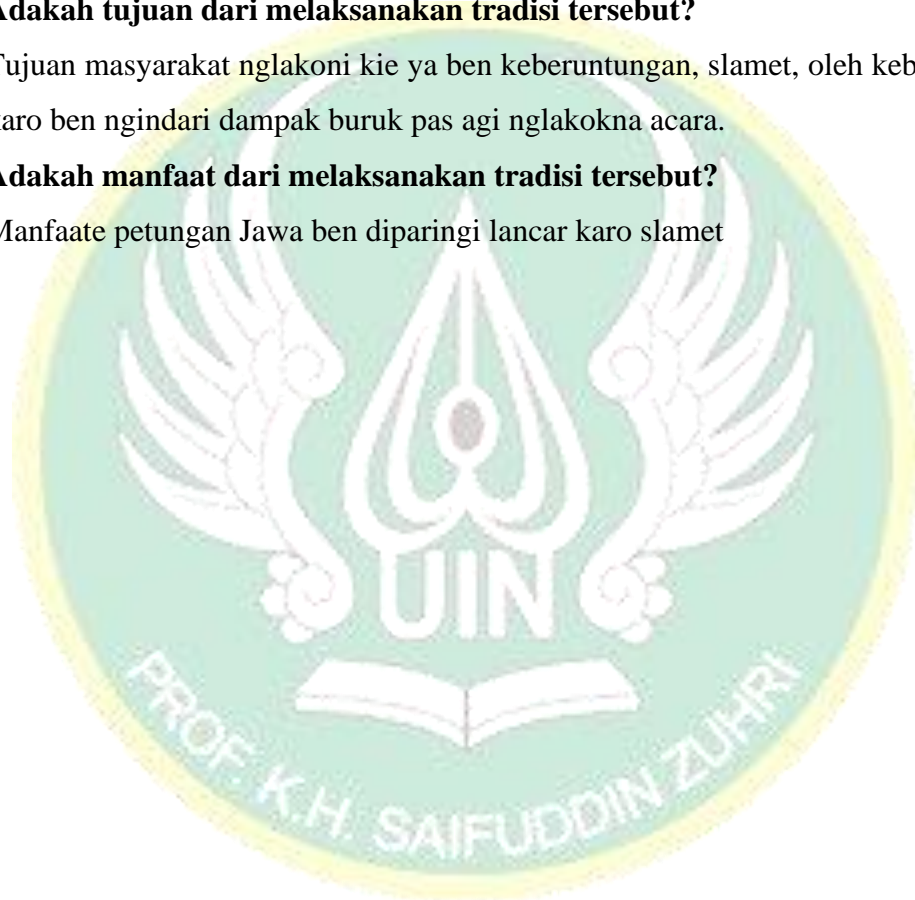 Adakah tujuan dari melaksanakan tradisi tersebut?
Tujuan masyarakat nglakoni kie ya ben keberuntungan, slamet, oleh keb
karo ben ngindari dampak buruk pas agi nglakokna acara.
Adakah manfaat dari melaksanakan tradisi tersebut?
Manfaate petungan Jawa ben diparingi lancar karo slamet
UIN
PROF. K.H. SAIFUDDIN ZUHRI